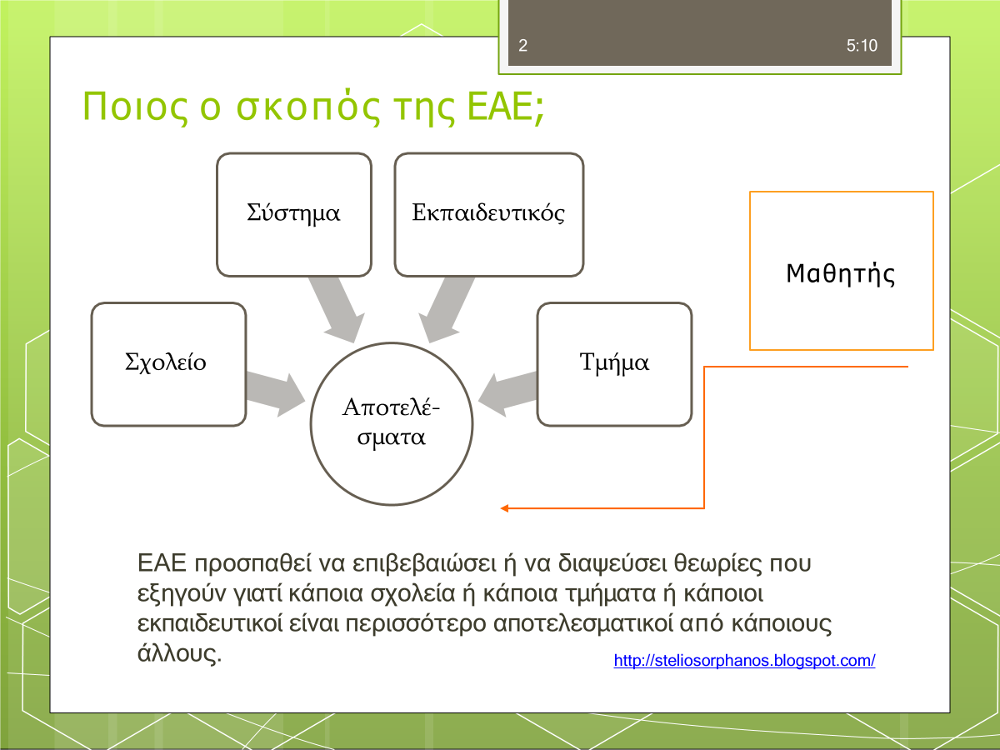 2
5:10
Ποιος ο σκοπός της ΕΑΕ;
Σύστημα
Εκπαιδευτικός
Μαθητής
Σχολείο
Τμήμα
Αποτελέ-
σματα
ΕΑΕ προσπαθεί να επιβεβαιώσει ή να διαψεύσει θεωρίες που
εξηγούν γιατί κάποια σχολεία ή κάποια τμήματα ή κάποιοι
εκπαιδευτικοί είναι περισσότερο αποτελεσματικοί από κάποιους
άλλους.
http://steliosorphanos.blogspot.com/